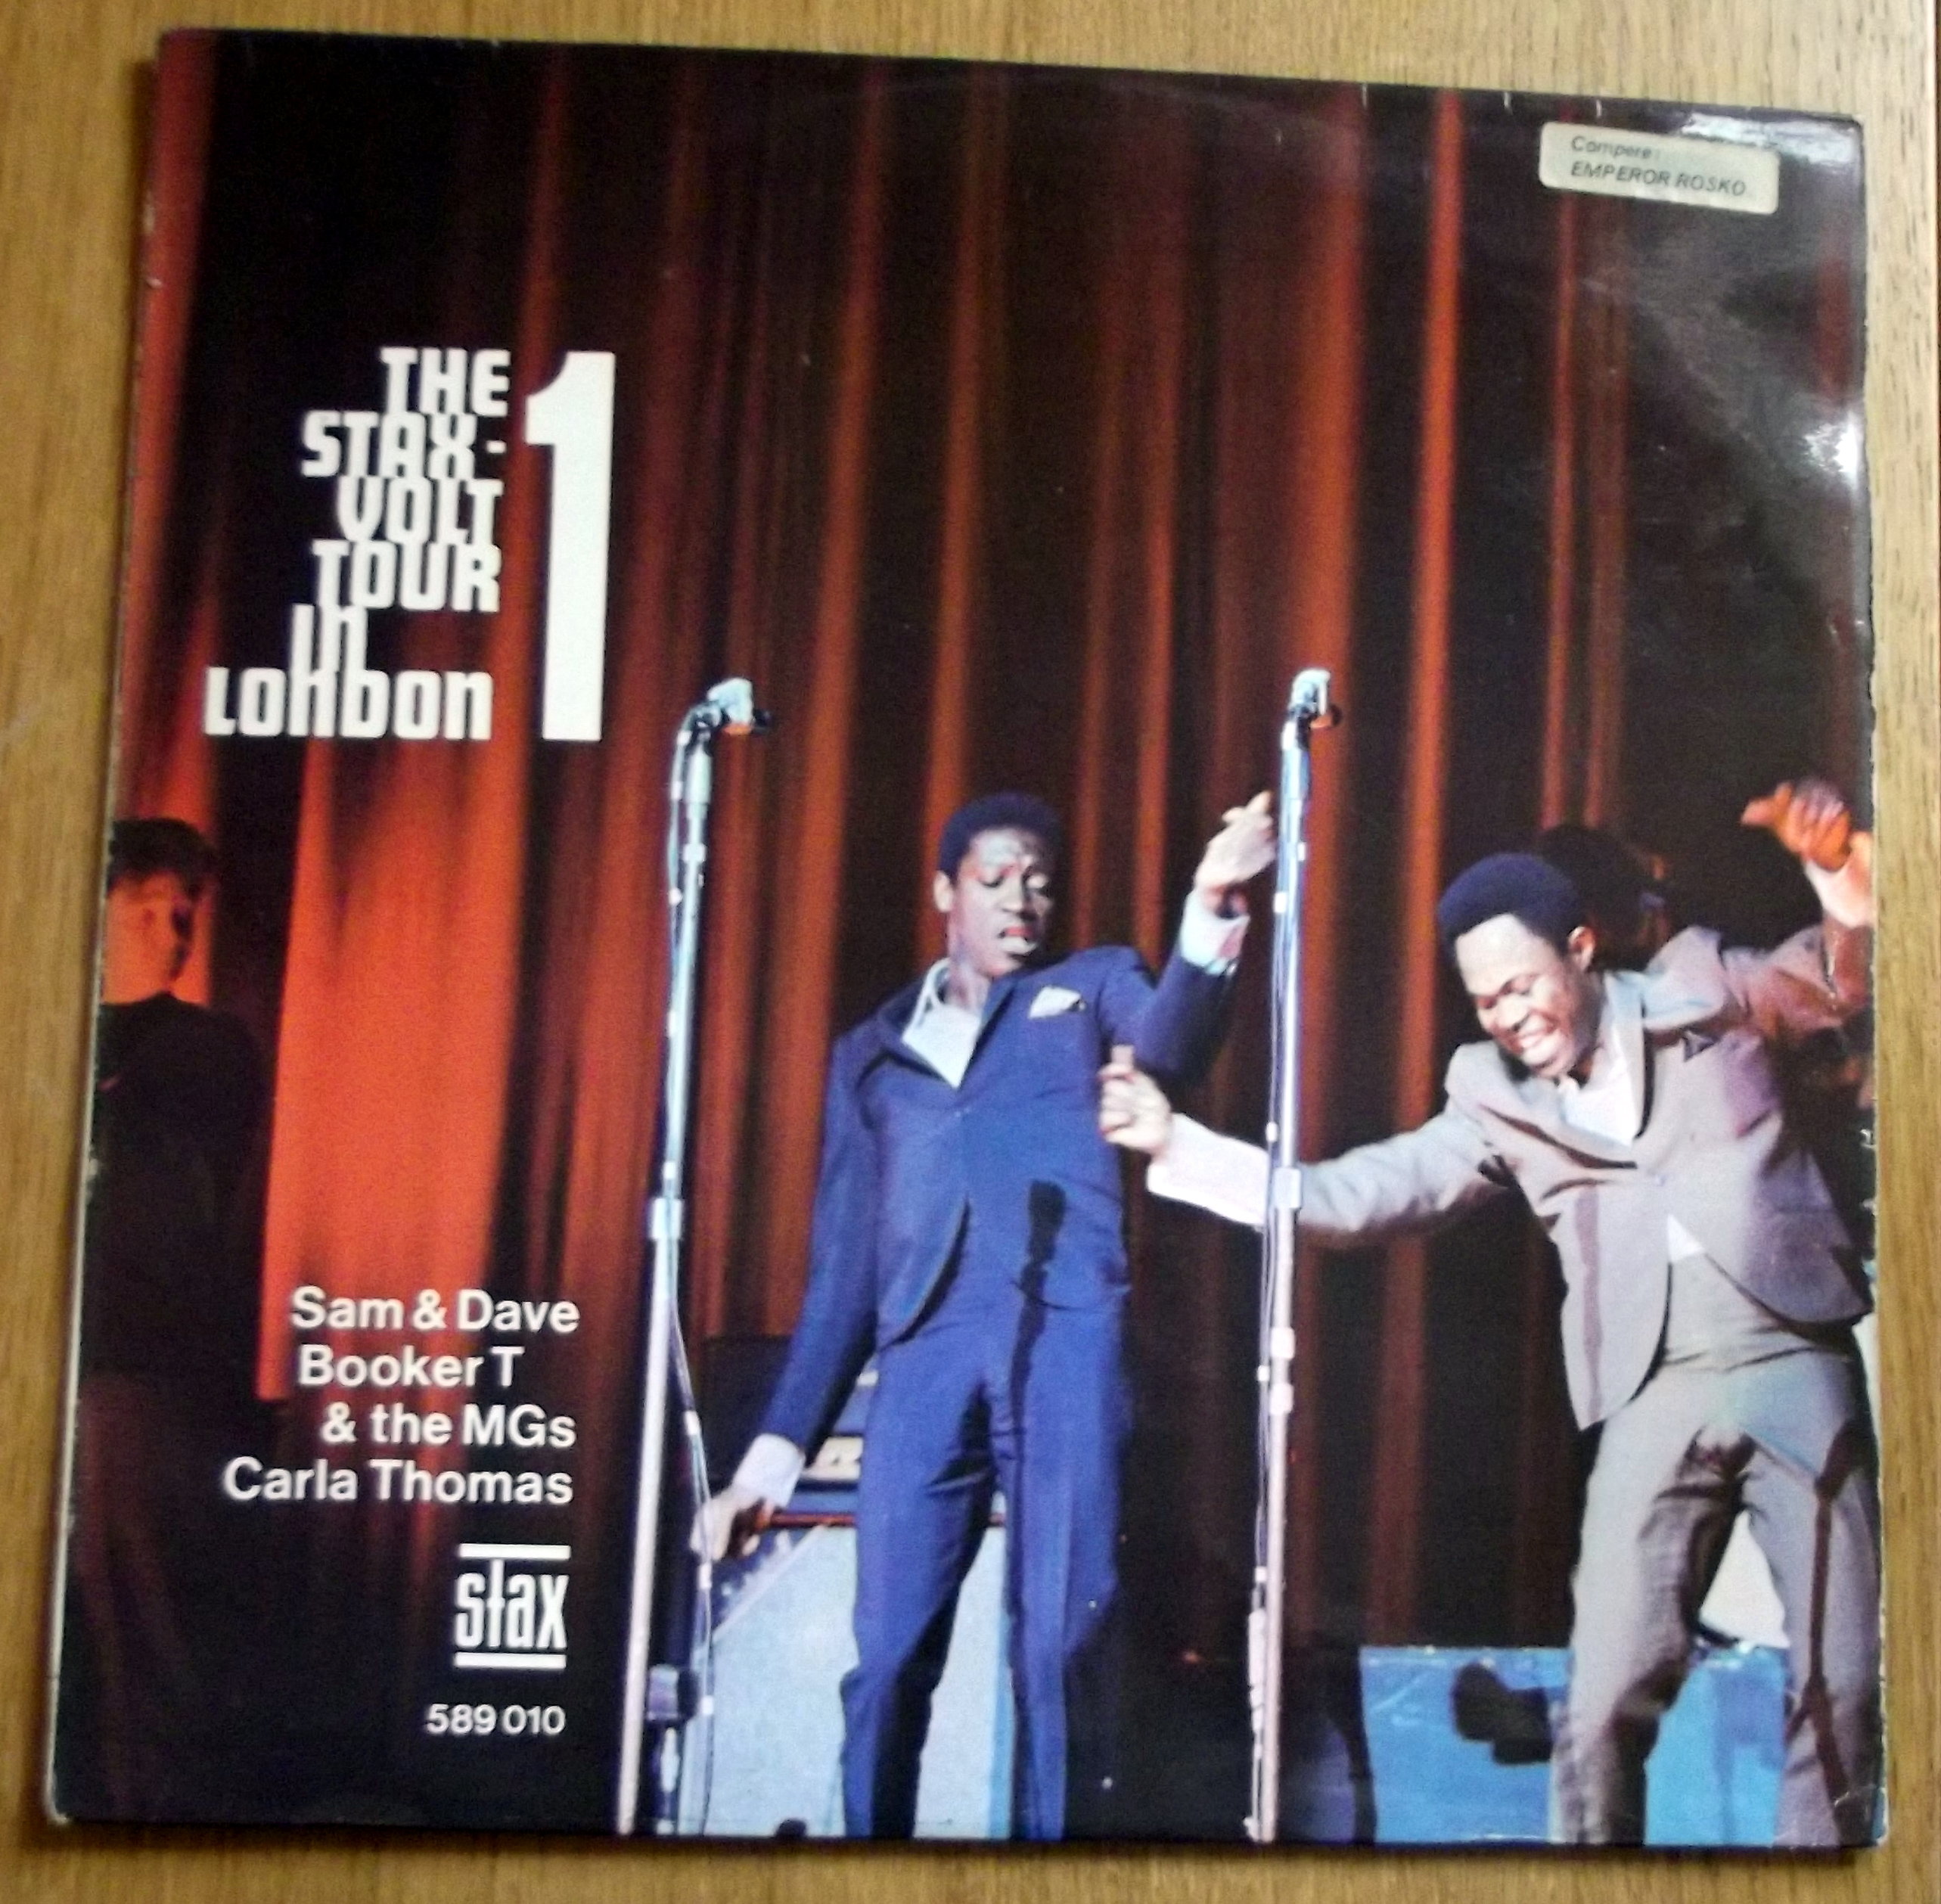 Compere:
EMPEROR ROSKO
THE
STAX-
VOLT
TOUR
In
LonDon
1
Sam & Dave
Booker T
& the MGs
Carla Thomas
stax
589 010